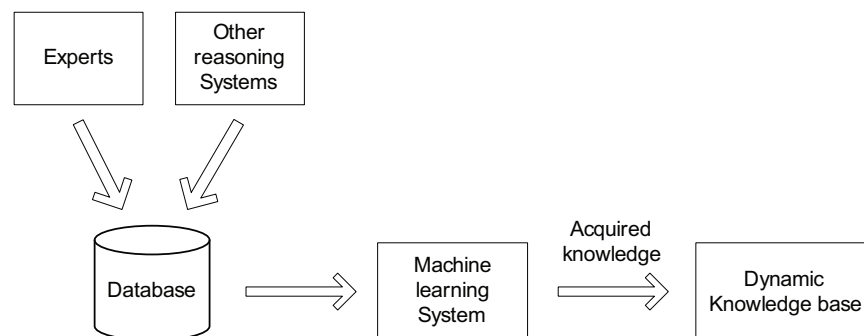 Experts
Other
reasoning
Systems
Database
Machine
learning
System
Acquired
knowledge
Dynamic
Knowledge base